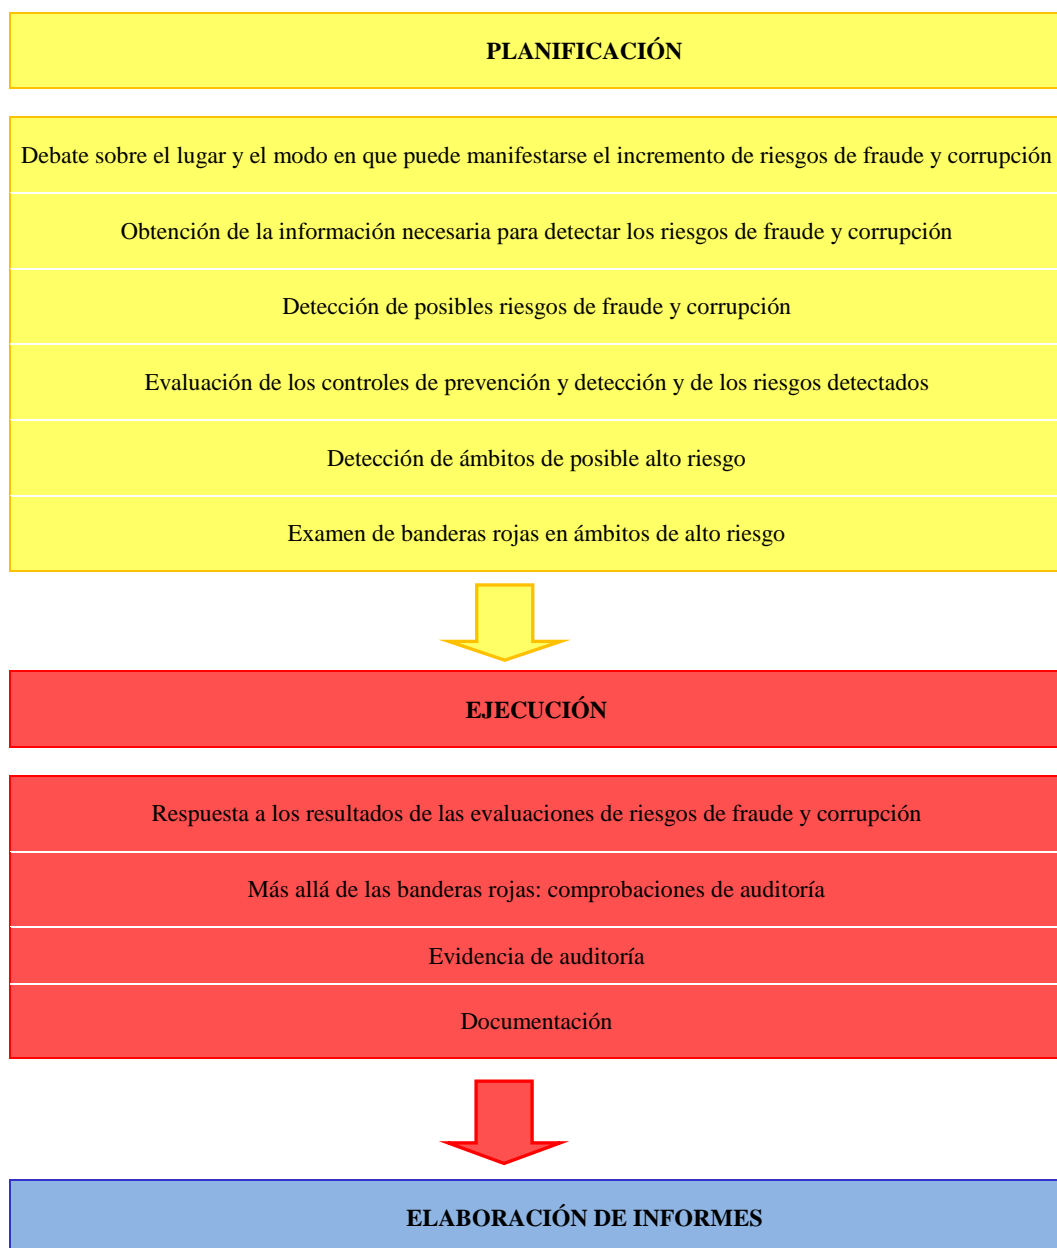 PLANIFICACIÓN
Debate sobre el lugar y el modo en que puede manifestarse el incremento de riesgos de fraude y corrupción
Obtención de la información necesaria para detectar los riesgos de fraude y corrupción
Detección de posibles riesgos de fraude y corrupción
Evaluación de los controles de prevención y detección y de los riesgos detectados
Detección de ámbitos de posible alto riesgo
Examen de banderas rojas en ámbitos de alto riesgo
EJECUCIÓN
Respuesta a los resultados de las evaluaciones de riesgos de fraude y corrupción
Más allá de las banderas rojas: comprobaciones de auditoría
Evidencia de auditoría
Documentación
ELABORACIÓN DE INFORMES